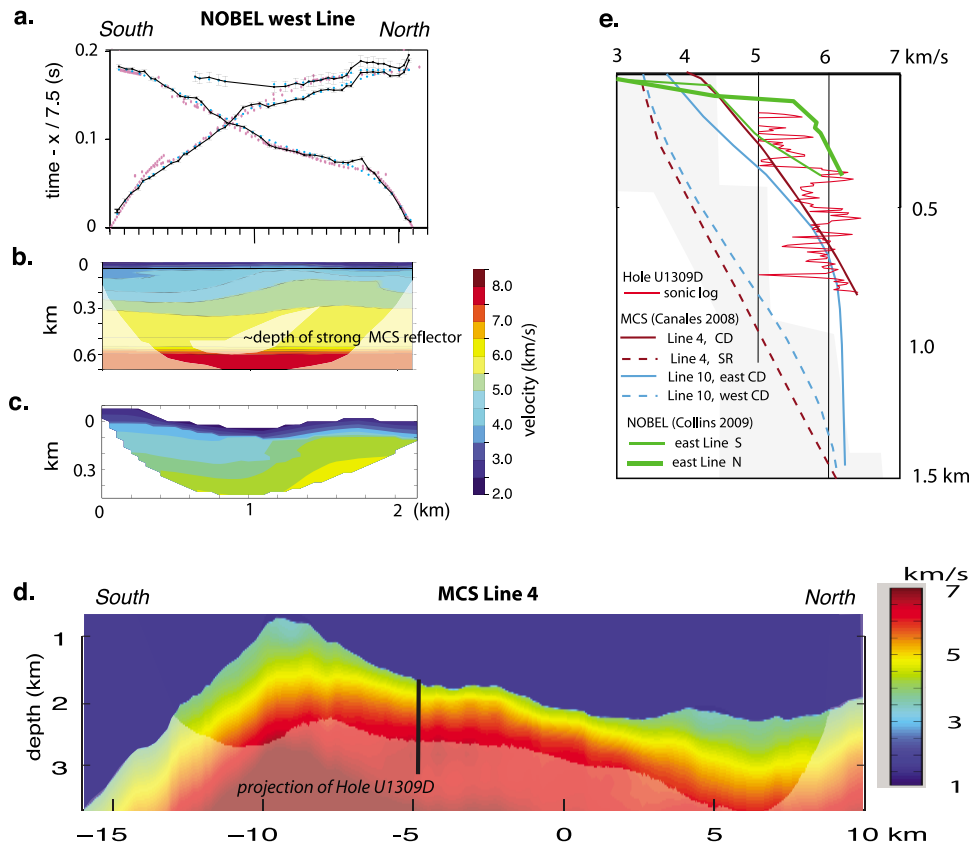 a.
NOBEL west Line
South
North
0.2
0.1
0
time - x / 7.5 (s)
b.
0
0.3
0.6
km
~depth of strong MCS reflector
8.0
7.0
6.0
5.0
4.0
3.0
2.0
velocity (km/s)
c.
0
0.3
km
0
1
(km)
2
e.
3
4
5
6
7
km/s
0.5
1.0
1.5 km
Hole U1309D
sonic log
MCS (Canales 2008)
Line 4, CD
Line 4, SR
Line 10, east CD
Line 10, west CD
NOBEL (Collins 2009)
east Line S
east Line N
d.
South
MCS Line 4
North
depth (km)
1
2
3
projection of Hole U1309D
−15
−10
-5
0
5
10 km
km/s
7
5
3
1